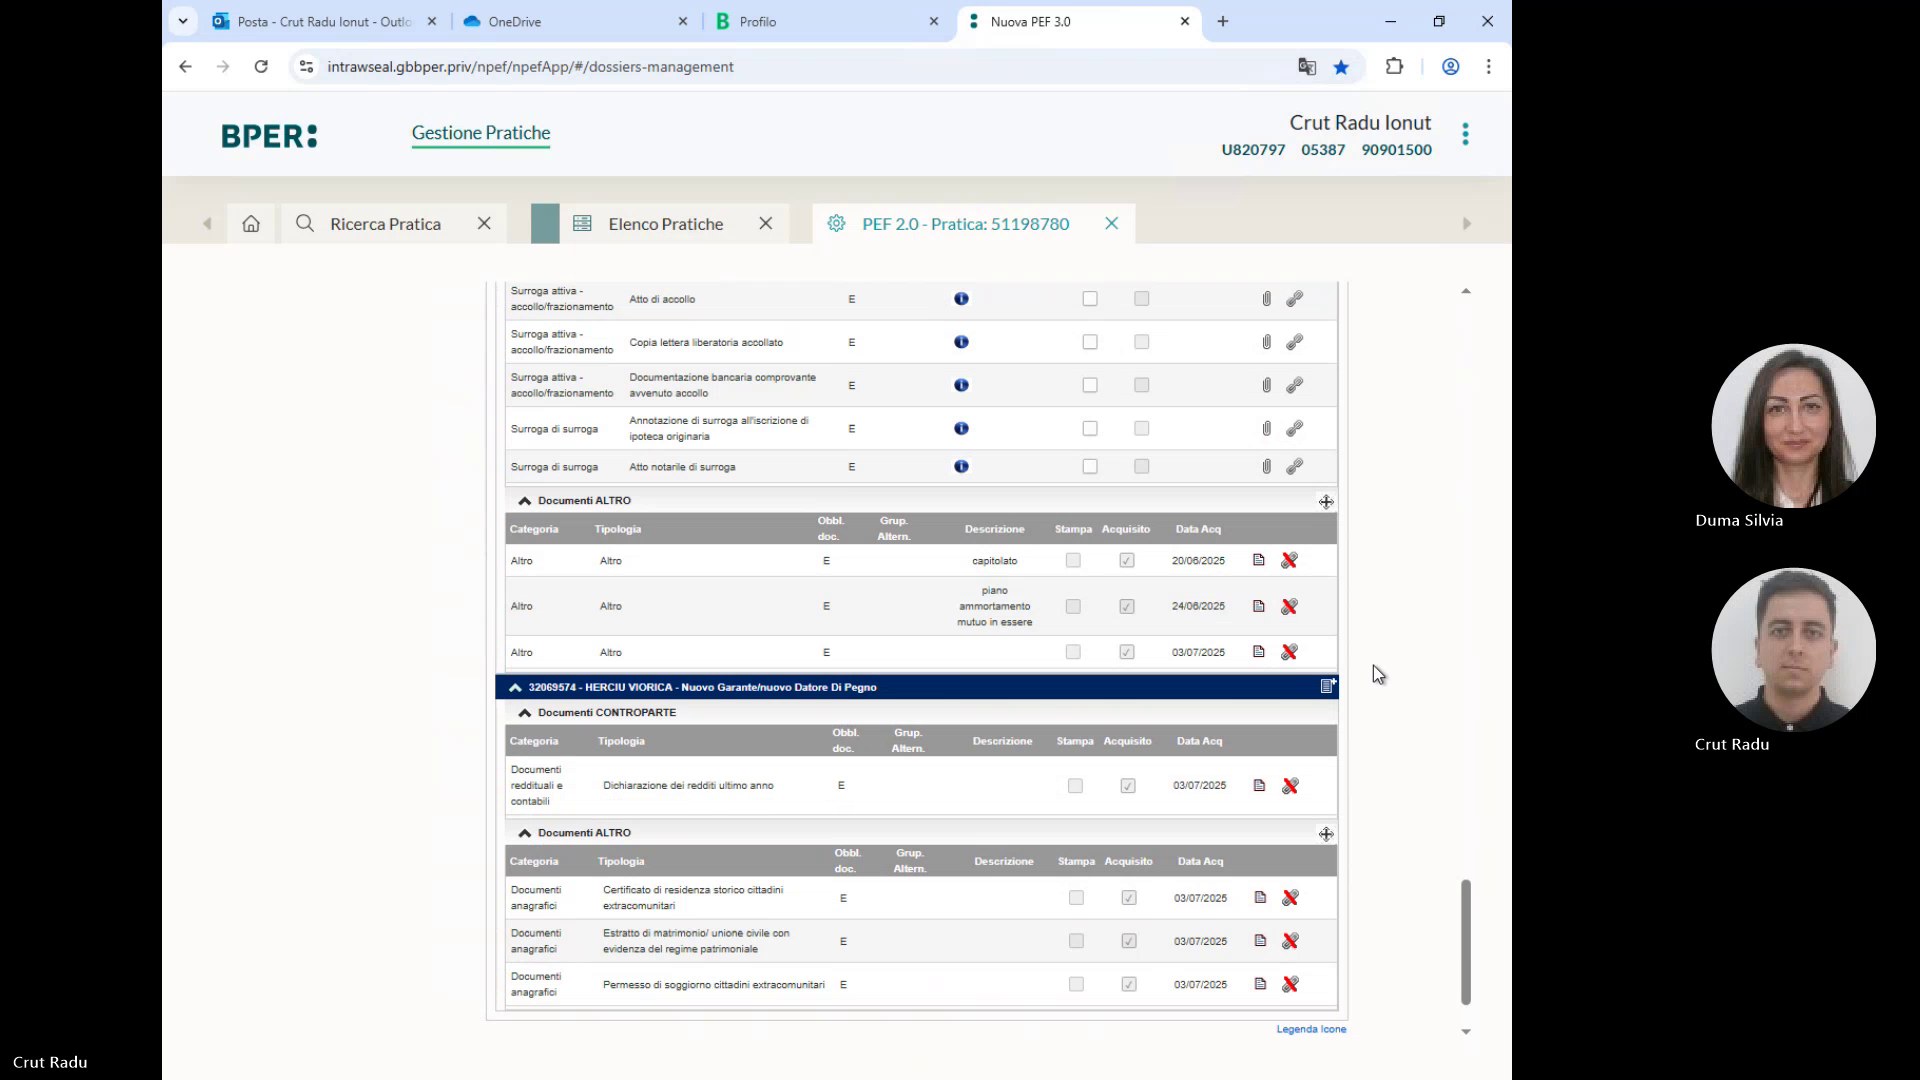 Posta - Crut Radu Ionut - Outlo
OneDrive
Profilo
Nuova PEF 3.0
intrawseal.gbbper.priv/npef/npefApp/#/dossiers-management
BPER:
Gestione Pratiche
Crut Radu Ionut
U820797 05387 90901500
Ricerca Pratica
Elenco Pratiche
PEF 2.0 - Pratica: 51198780
Surroga attiva - accollo/frazionamento Atto di accollo E
Surroga attiva - accollo/frazionamento Copia lettera liberatoria accollato E
Surroga attiva - accollo/frazionamento Documentazione bancaria comprovante avvenuto accollo E
Surroga di surroga Annotazione di surroga all'iscrizione di ipoteca originaria E
Surroga di surroga Atto notarile di surroga E
Documenti ALTRO
Categoria Tipologia Obbl. doc. Grup. Altern. Descrizione Stampa Acquisito Data Acq
Altro Altro E capitolato 20/06/2025
Altro Altro E piano ammortamento mutuo in essere 24/06/2025
Altro Altro E 03/07/2025
32069574 - HERCIU VIORICA - Nuovo Garante/nuovo Datore Di Pegno
Documenti CONTROPARTE
Categoria Tipologia Obbl. doc. Grup. Altern. Descrizione Stampa Acquisito Data Acq
Documenti reddituali e contabili Dichiarazione dei redditi ultimo anno E 03/07/2025
Documenti ALTRO
Categoria Tipologia Obbl. doc. Grup. Altern. Descrizione Stampa Acquisito Data Acq
Documenti anagrafici Certificato di residenza storico cittadini extracomunitari E 03/07/2025
Documenti anagrafici Estratto di matrimonio/ unione civile con evidenza del regime patrimoniale E 03/07/2025
Documenti anagrafici Permesso di soggiorno cittadini extracomunitari E 03/07/2025
Legenda Icone
Duma Silvia
Crut Radu
Crut Radu